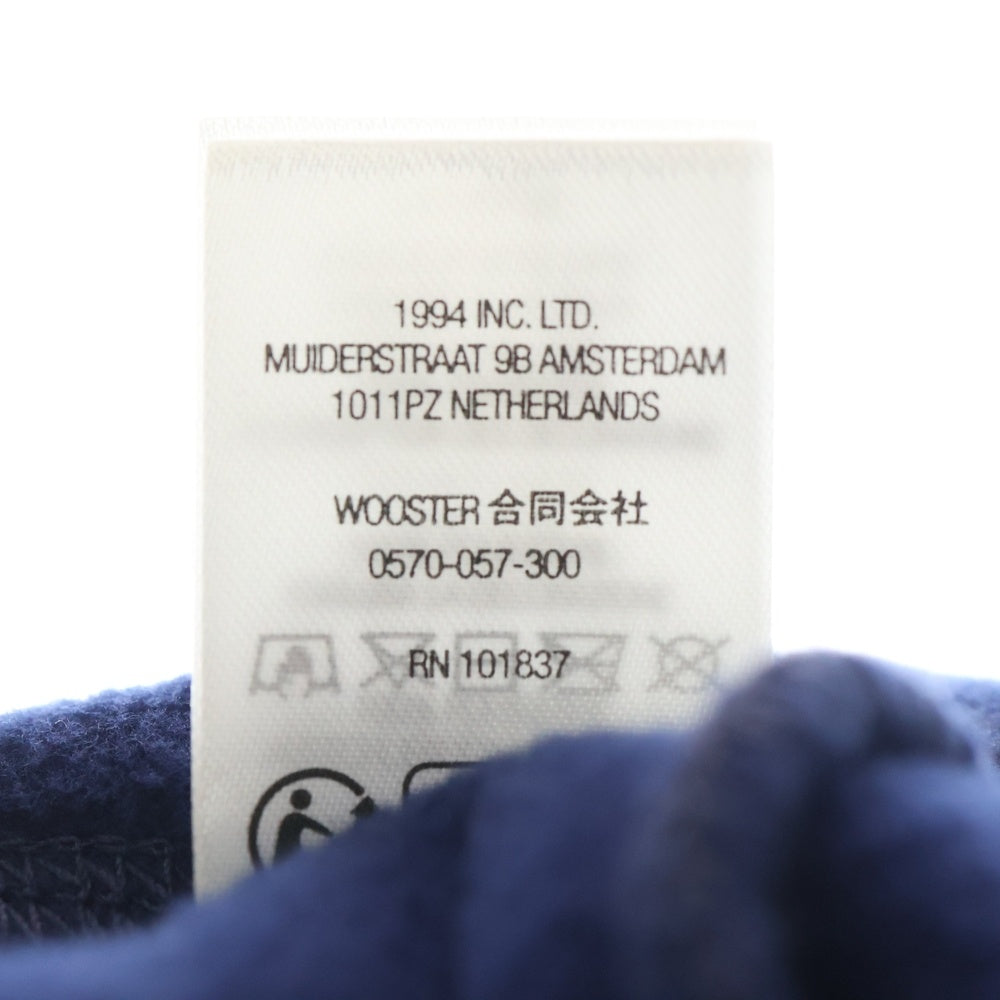 1994 INC. LTD.
MUIDERSTRAAT 9B AMSTERDAM
1011PZ NETHERLANDS
WOOSTER 合同会社
0570-057-300
RN 101837